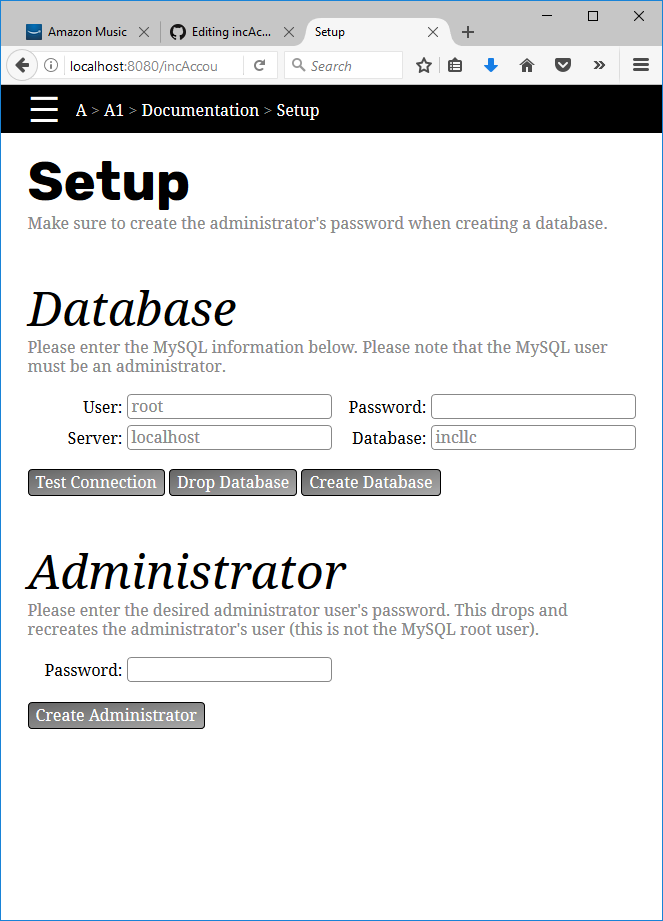 Amazon Music
Editing incAc...
Setup
localhost:8080/incAccou
Search
A > A1 > Documentation > Setup
Setup
Make sure to create the administrator's password when creating a database.
Database
Please enter the MySQL information below. Please note that the MySQL user
must be an administrator.
User: root Password:
Server: localhost Database: incllc
Test Connection Drop Database Create Database
Administrator
Please enter the desired administrator user's password. This drops and
recreates the administrator's user (this is not the MySQL root user).
Password:
Create Administrator